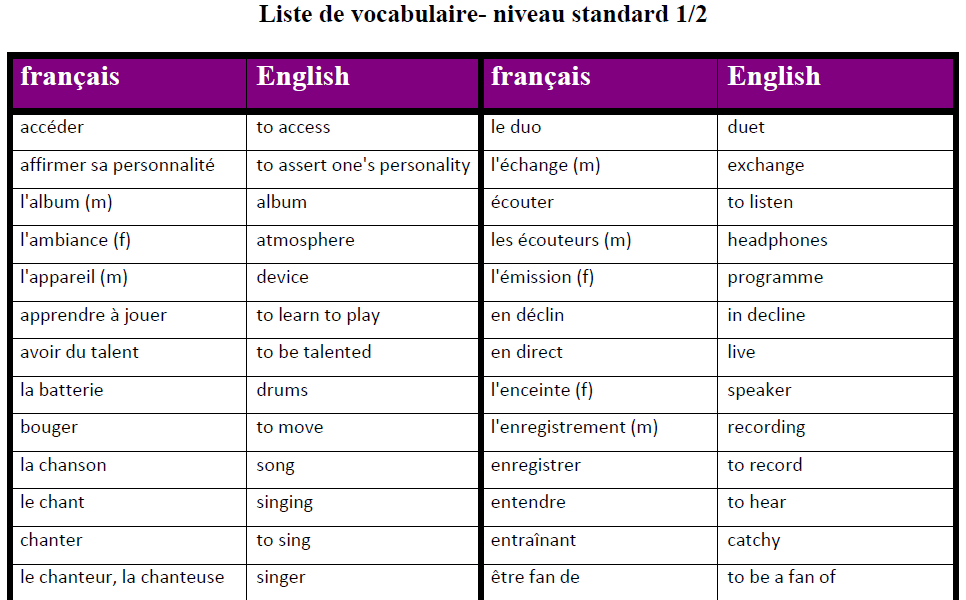 Liste de vocabulaire- niveau standard 1/2
français English français English
accéder to access le duo duet
affirmer sa personnalité to assert one's personality l'échange (m) exchange
l'album (m) album écouter to listen
l'ambiance (f) atmosphere les écouteurs (m) headphones
l'appareil (m) device l'émission (f) programme
apprendre à jouer to learn to play en déclin in decline
avoir du talent to be talented en direct live
la batterie drums l'enceinte (f) speaker
bouger to move l'enregistrement (m) recording
la chanson song enregistrer to record
le chant singing entendre to hear
chanter to sing entraînant catchy
le chanteur, la chanteuse singer être fan de to be a fan of